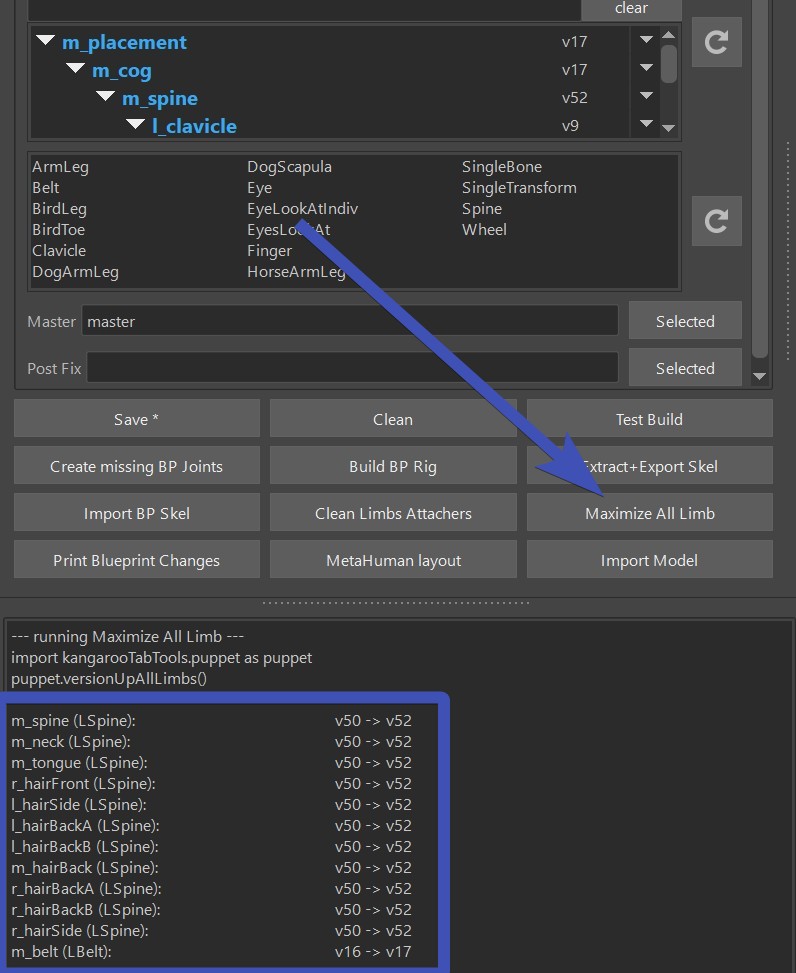 clear
m_placement v17
m_cog v17
m_spine v52
l_clavicle v9
ArmLeg DogScapula SingleBone
Belt Eye SingleTransform
BirdLeg EyeLookAtIndiv Spine
BirdToe EyesLookAt Wheel
Clavicle Finger
DogArmLeg HorseArmLeg
Master master Selected
Post Fix Selected
Save * Clean Test Build
Create missing BP Joints Build BP Rig Extract+Export Skel
Import BP Skel Clean Limbs Attachers Maximize All Limb
Print Blueprint Changes MetaHuman layout Import Model
--- running Maximize All Limb ---
import kangarooTabTools.puppet as puppet
puppet.versionUpAllLimbs()
m_spine (LSpine): v50 -> v52
m_neck (LSpine): v50 -> v52
m_tongue (LSpine): v50 -> v52
r_hairFront (LSpine): v50 -> v52
l_hairSide (LSpine): v50 -> v52
l_hairBackA (LSpine): v50 -> v52
l_hairBackB (LSpine): v50 -> v52
m_hairBack (LSpine): v50 -> v52
r_hairBackA (LSpine): v50 -> v52
r_hairBackB (LSpine): v50 -> v52
r_hairSide (LSpine): v50 -> v52
m_belt (LBelt): v16 -> v17